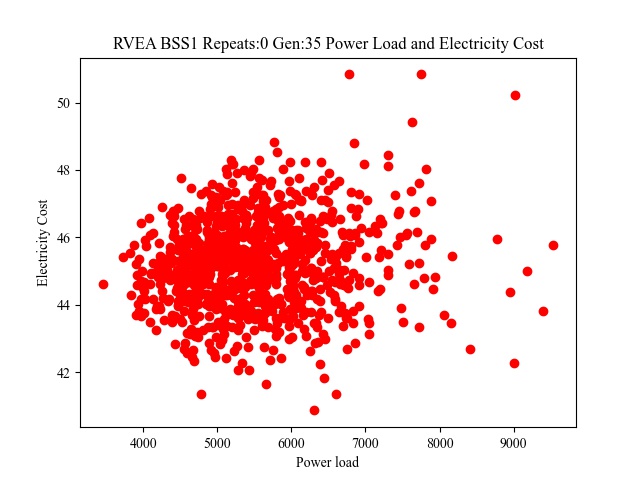 RVEA BSS1 Repeats:0 Gen:35 Power Load and Electricity Cost
50
48
46
44
42
Electricity Cost
4000 5000 6000 7000 8000 9000
Power load